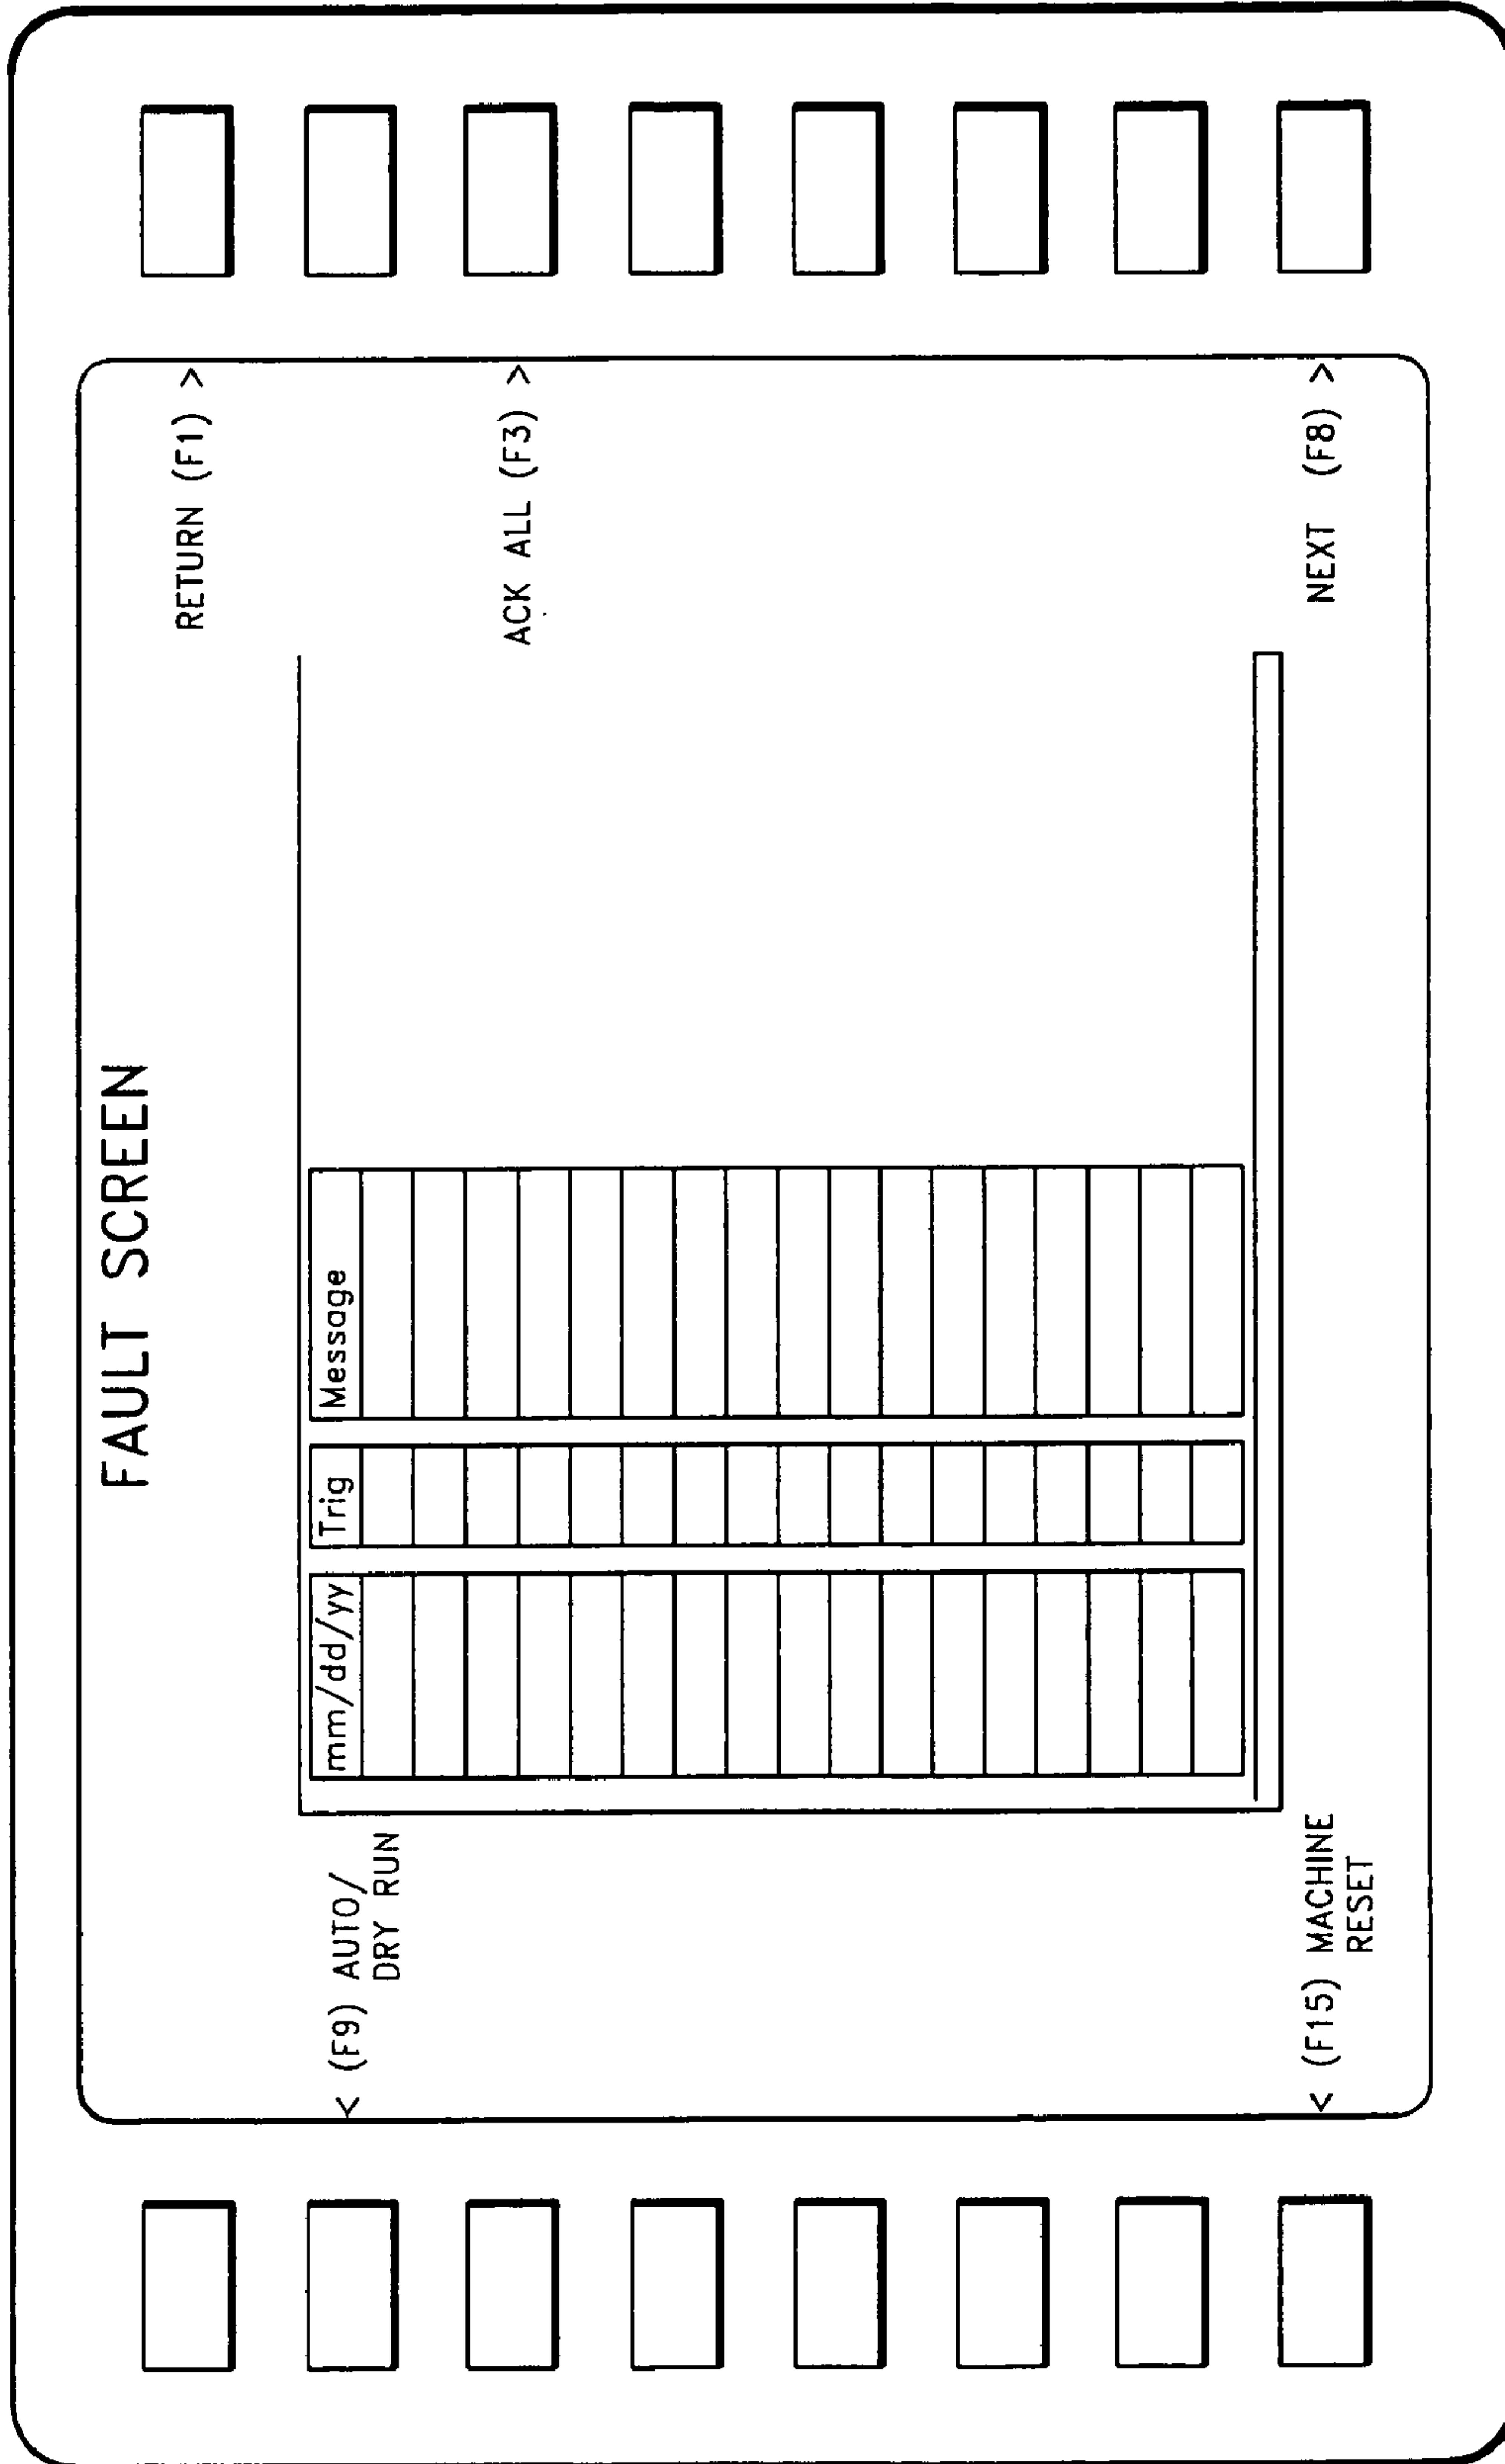 FAULT SCREEN
RETURN (F1) >
< (F9) AUTO/
DRY RUN
mm/dd/yy Trig Message
ACK ALL (F3) >
< (F15) MACHINE
RESET
NEXT (F8) >